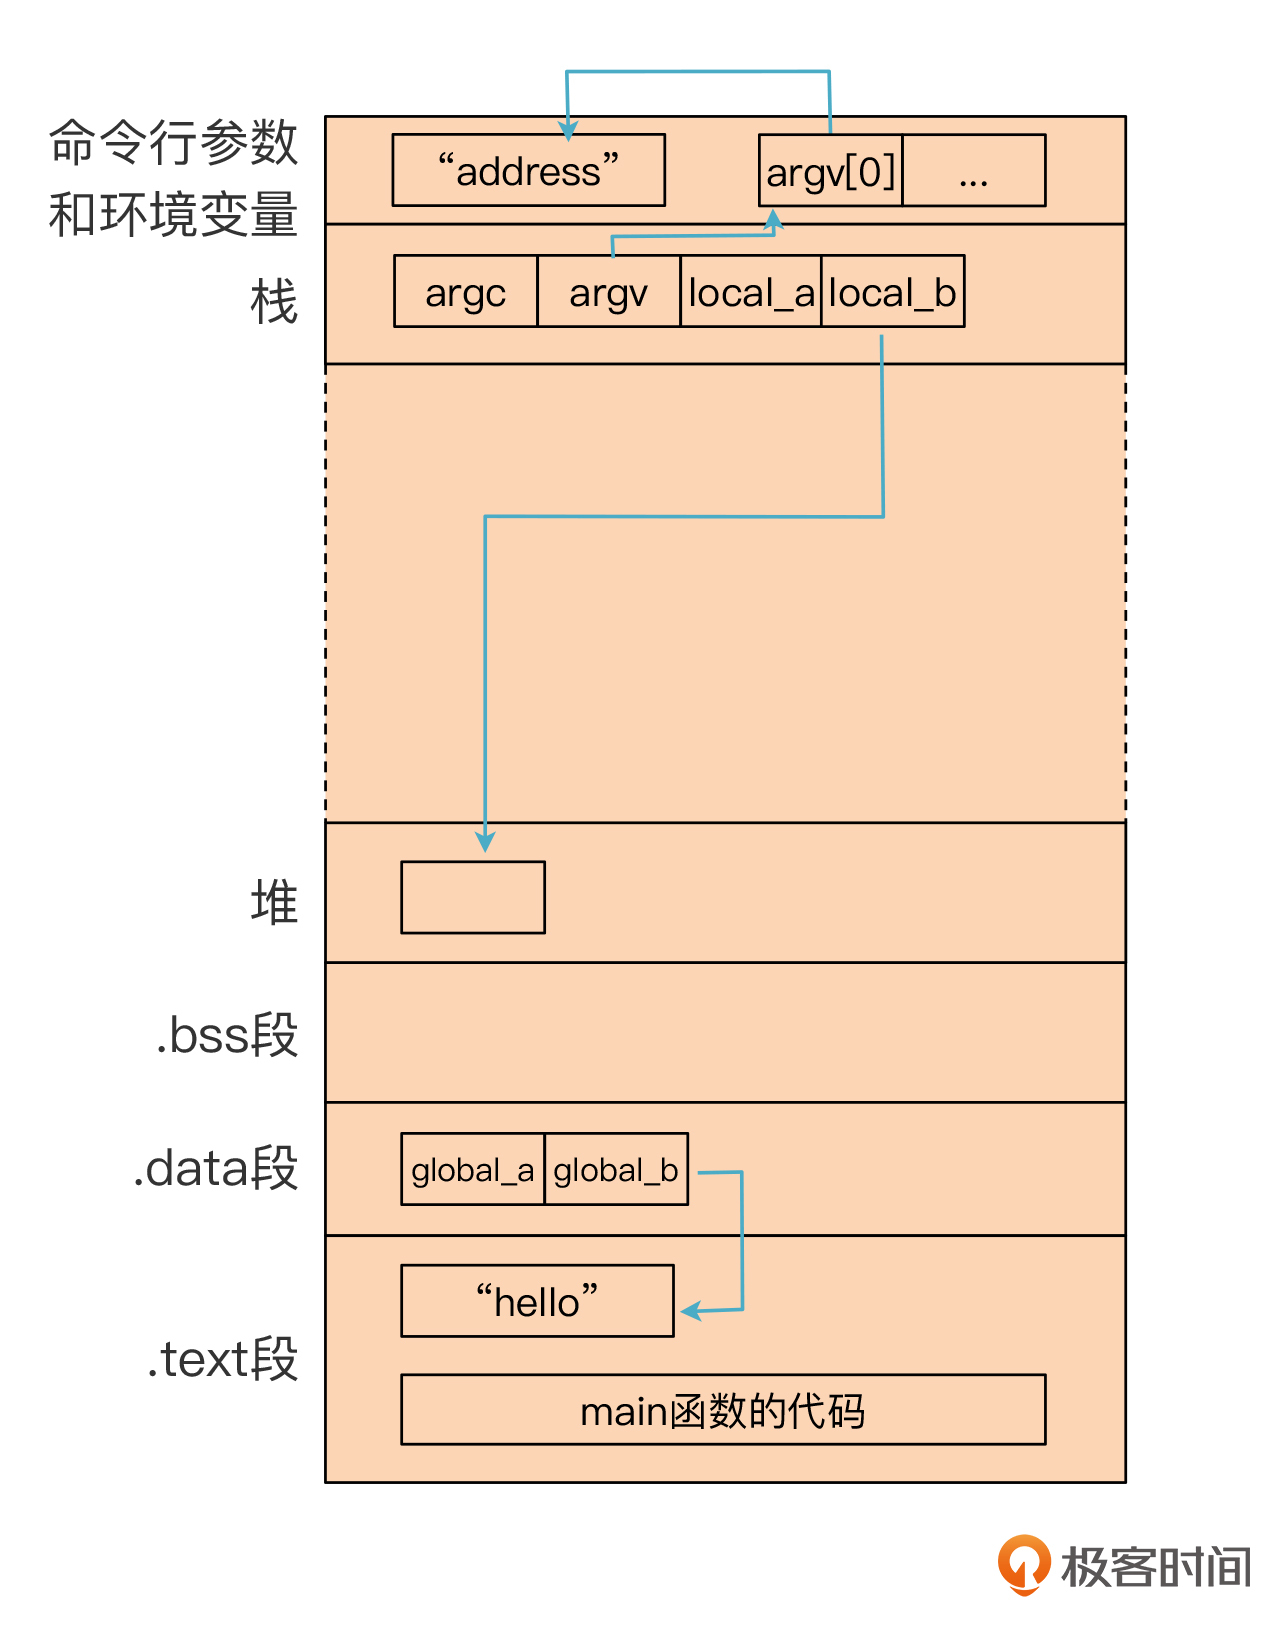 命令行参数
和环境变量
“address”
argv[0]
...
栈
argc
argv
local_a
local_b
堆
.bss段
.data段
global_a
global_b
.text段
“hello”
main函数的代码
极客时间